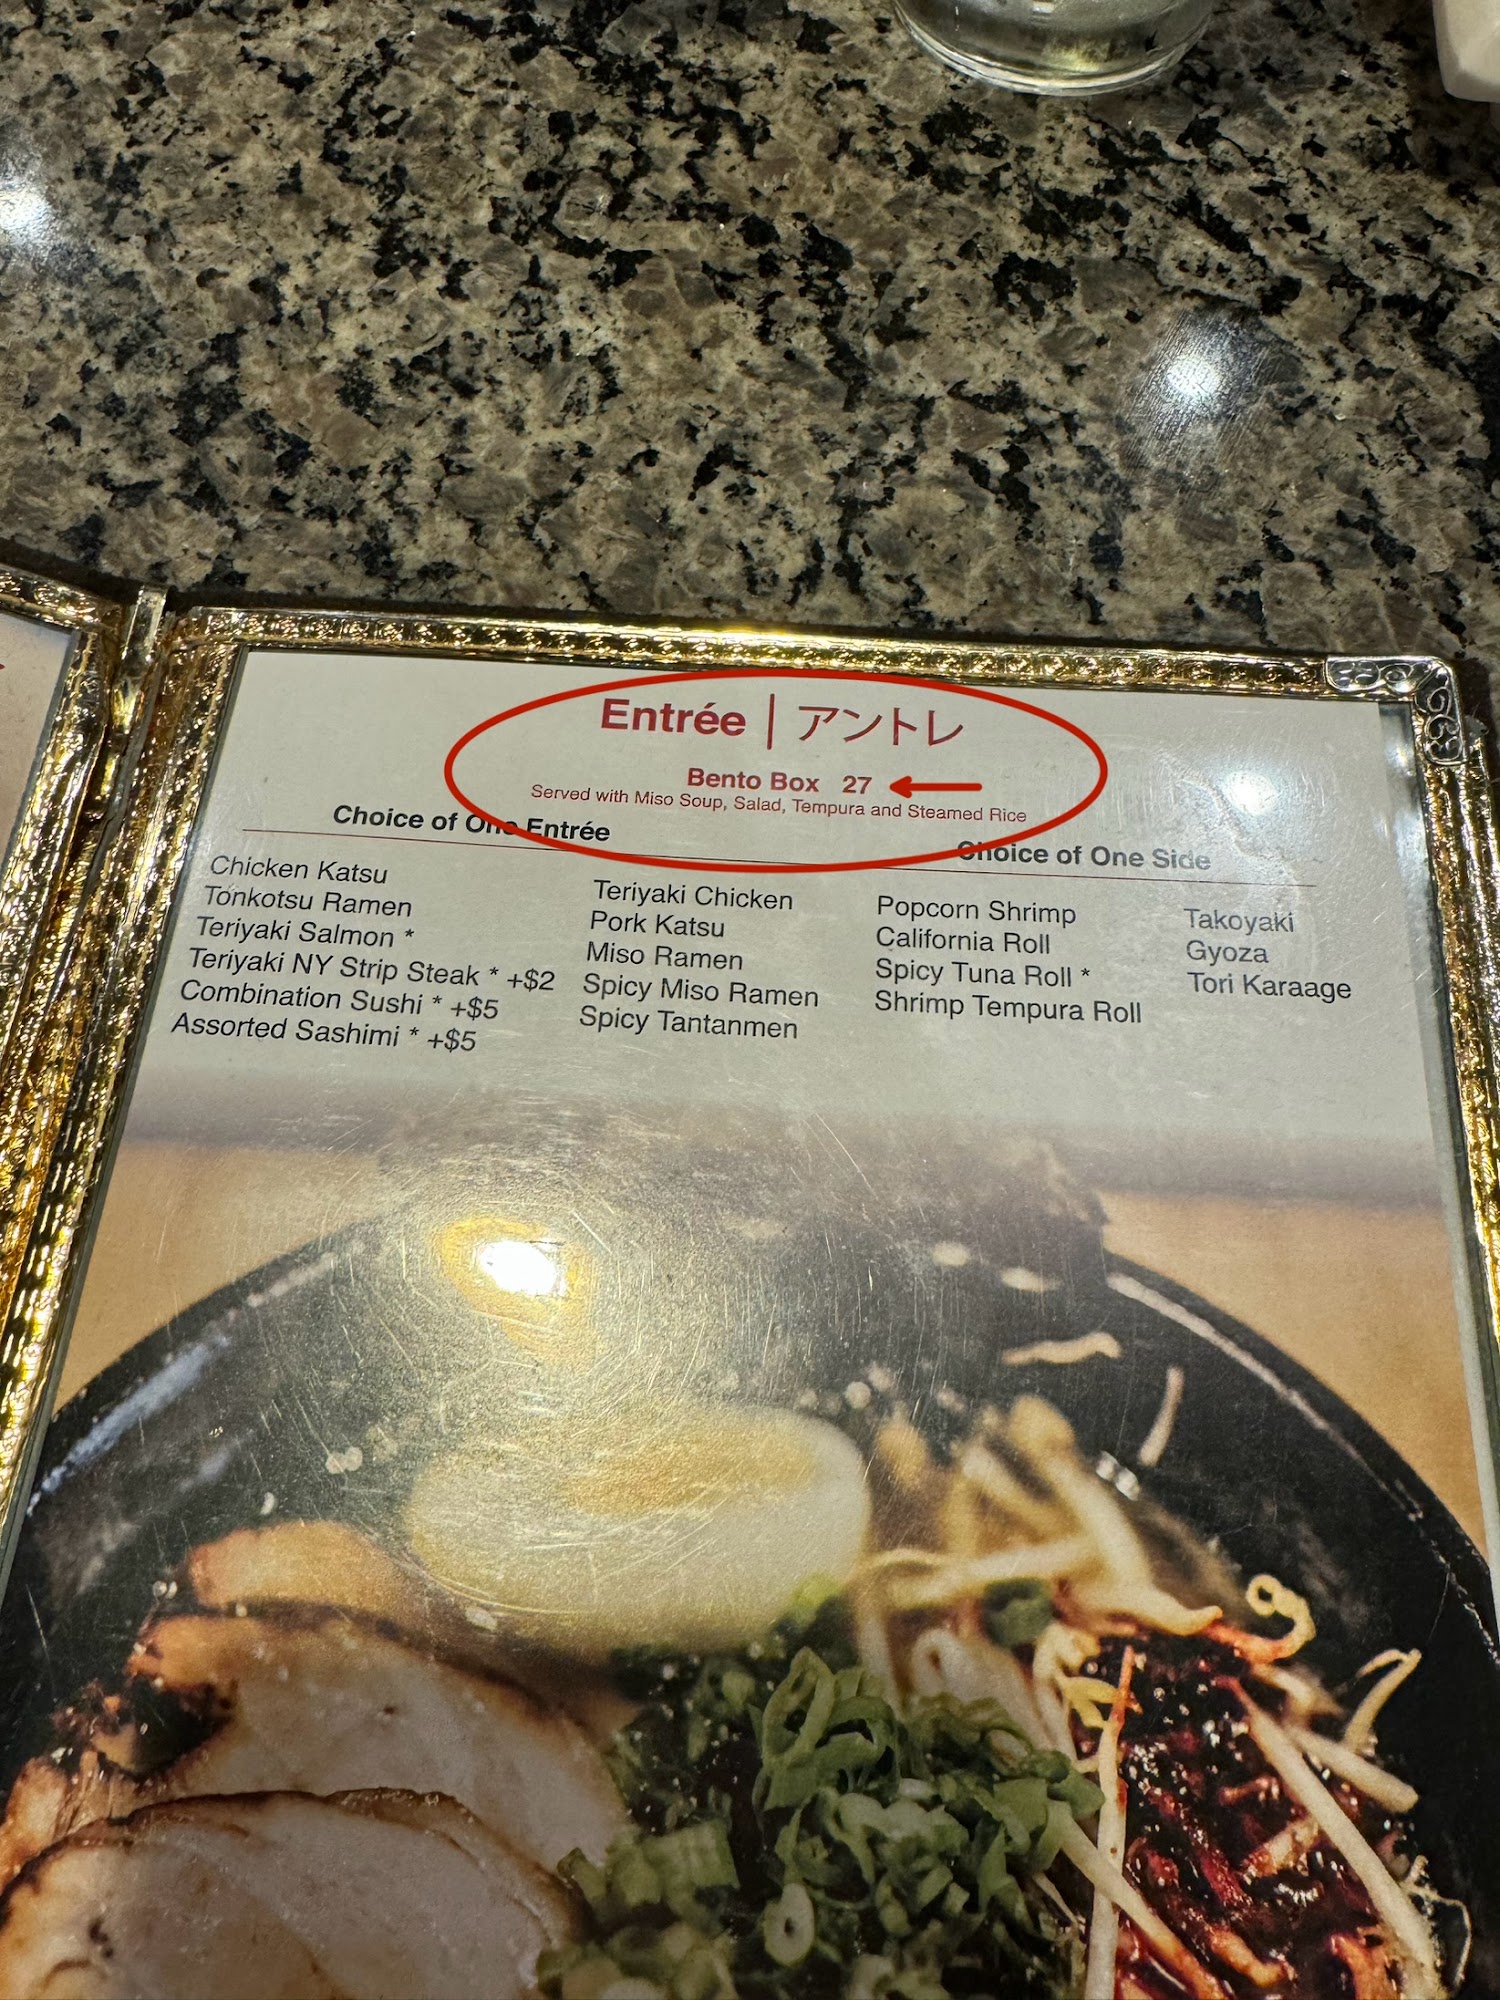 Entrée | アントレ
Bento Box 27
Served with Miso Soup, Salad, Tempura and Steamed Rice
Choice of One Entrée
Chicken Katsu
Tonkotsu Ramen
Teriyaki Salmon *
Teriyaki NY Strip Steak * +$2
Combination Sushi * +$5
Assorted Sashimi * +$5
Teriyaki Chicken
Pork Katsu
Miso Ramen
Spicy Miso Ramen
Spicy Tantanmen
Choice of One Side
Popcorn Shrimp
California Roll
Spicy Tuna Roll *
Shrimp Tempura Roll
Takoyaki
Gyoza
Tori Karaage